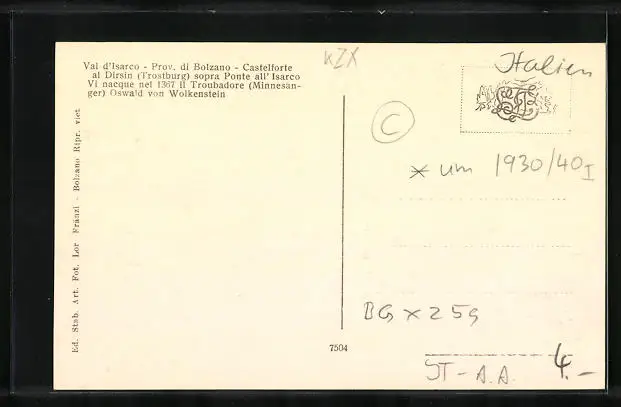 Val d'Isarco - Prov. di Bolzano - Castelforte
al Dirsin (Trostburg) sopra Ponte all' Isarco
Vi nacque nel 1367 il Troubadore (Minnesan-
ger) Oswald von Wolkenstein
Ed. Stab. Art. Fot. Lor Fränzl - Bolzano Ripr. viet
7504
KZX
Italien
C
* um 1930/40 I
BG x 259
IT - A.A.
4.-